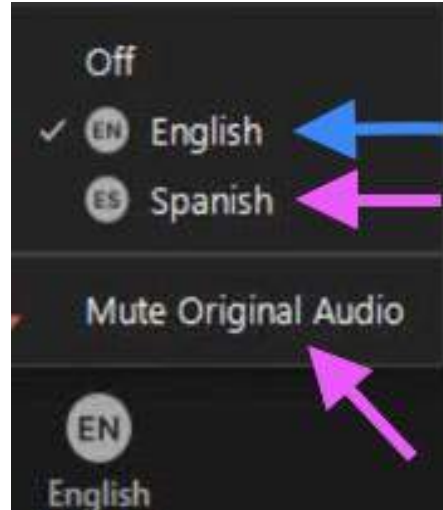 Off
EN English
ES Spanish
Mute Original Audio
EN
English